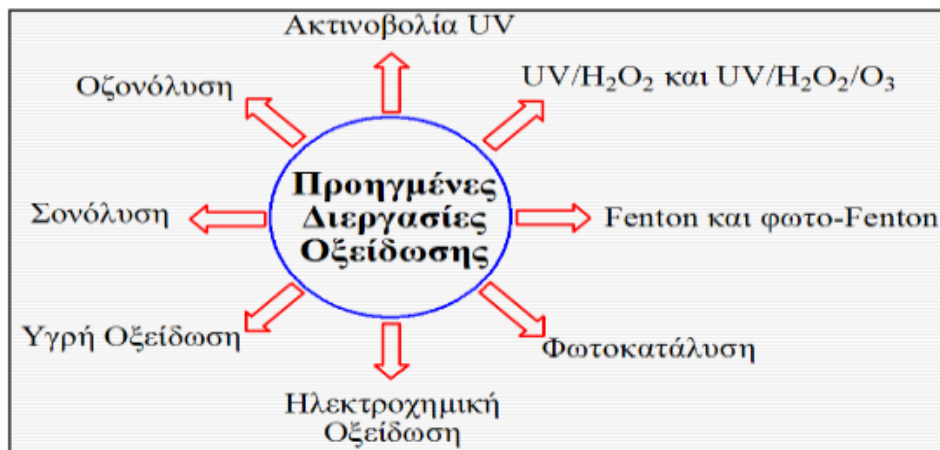 Ακτινοβολία UV
Οζονόλυση
UV/H₂O₂ και UV/H₂O₂/O₃
Προηγμένες
Διεργασίες
Οξείδωσης
Σονόλυση
Fenton και φωτο-Fenton
Υγρή Οξείδωση
Φωτοκατάλυση
Ηλεκτροχημική
Οξείδωση